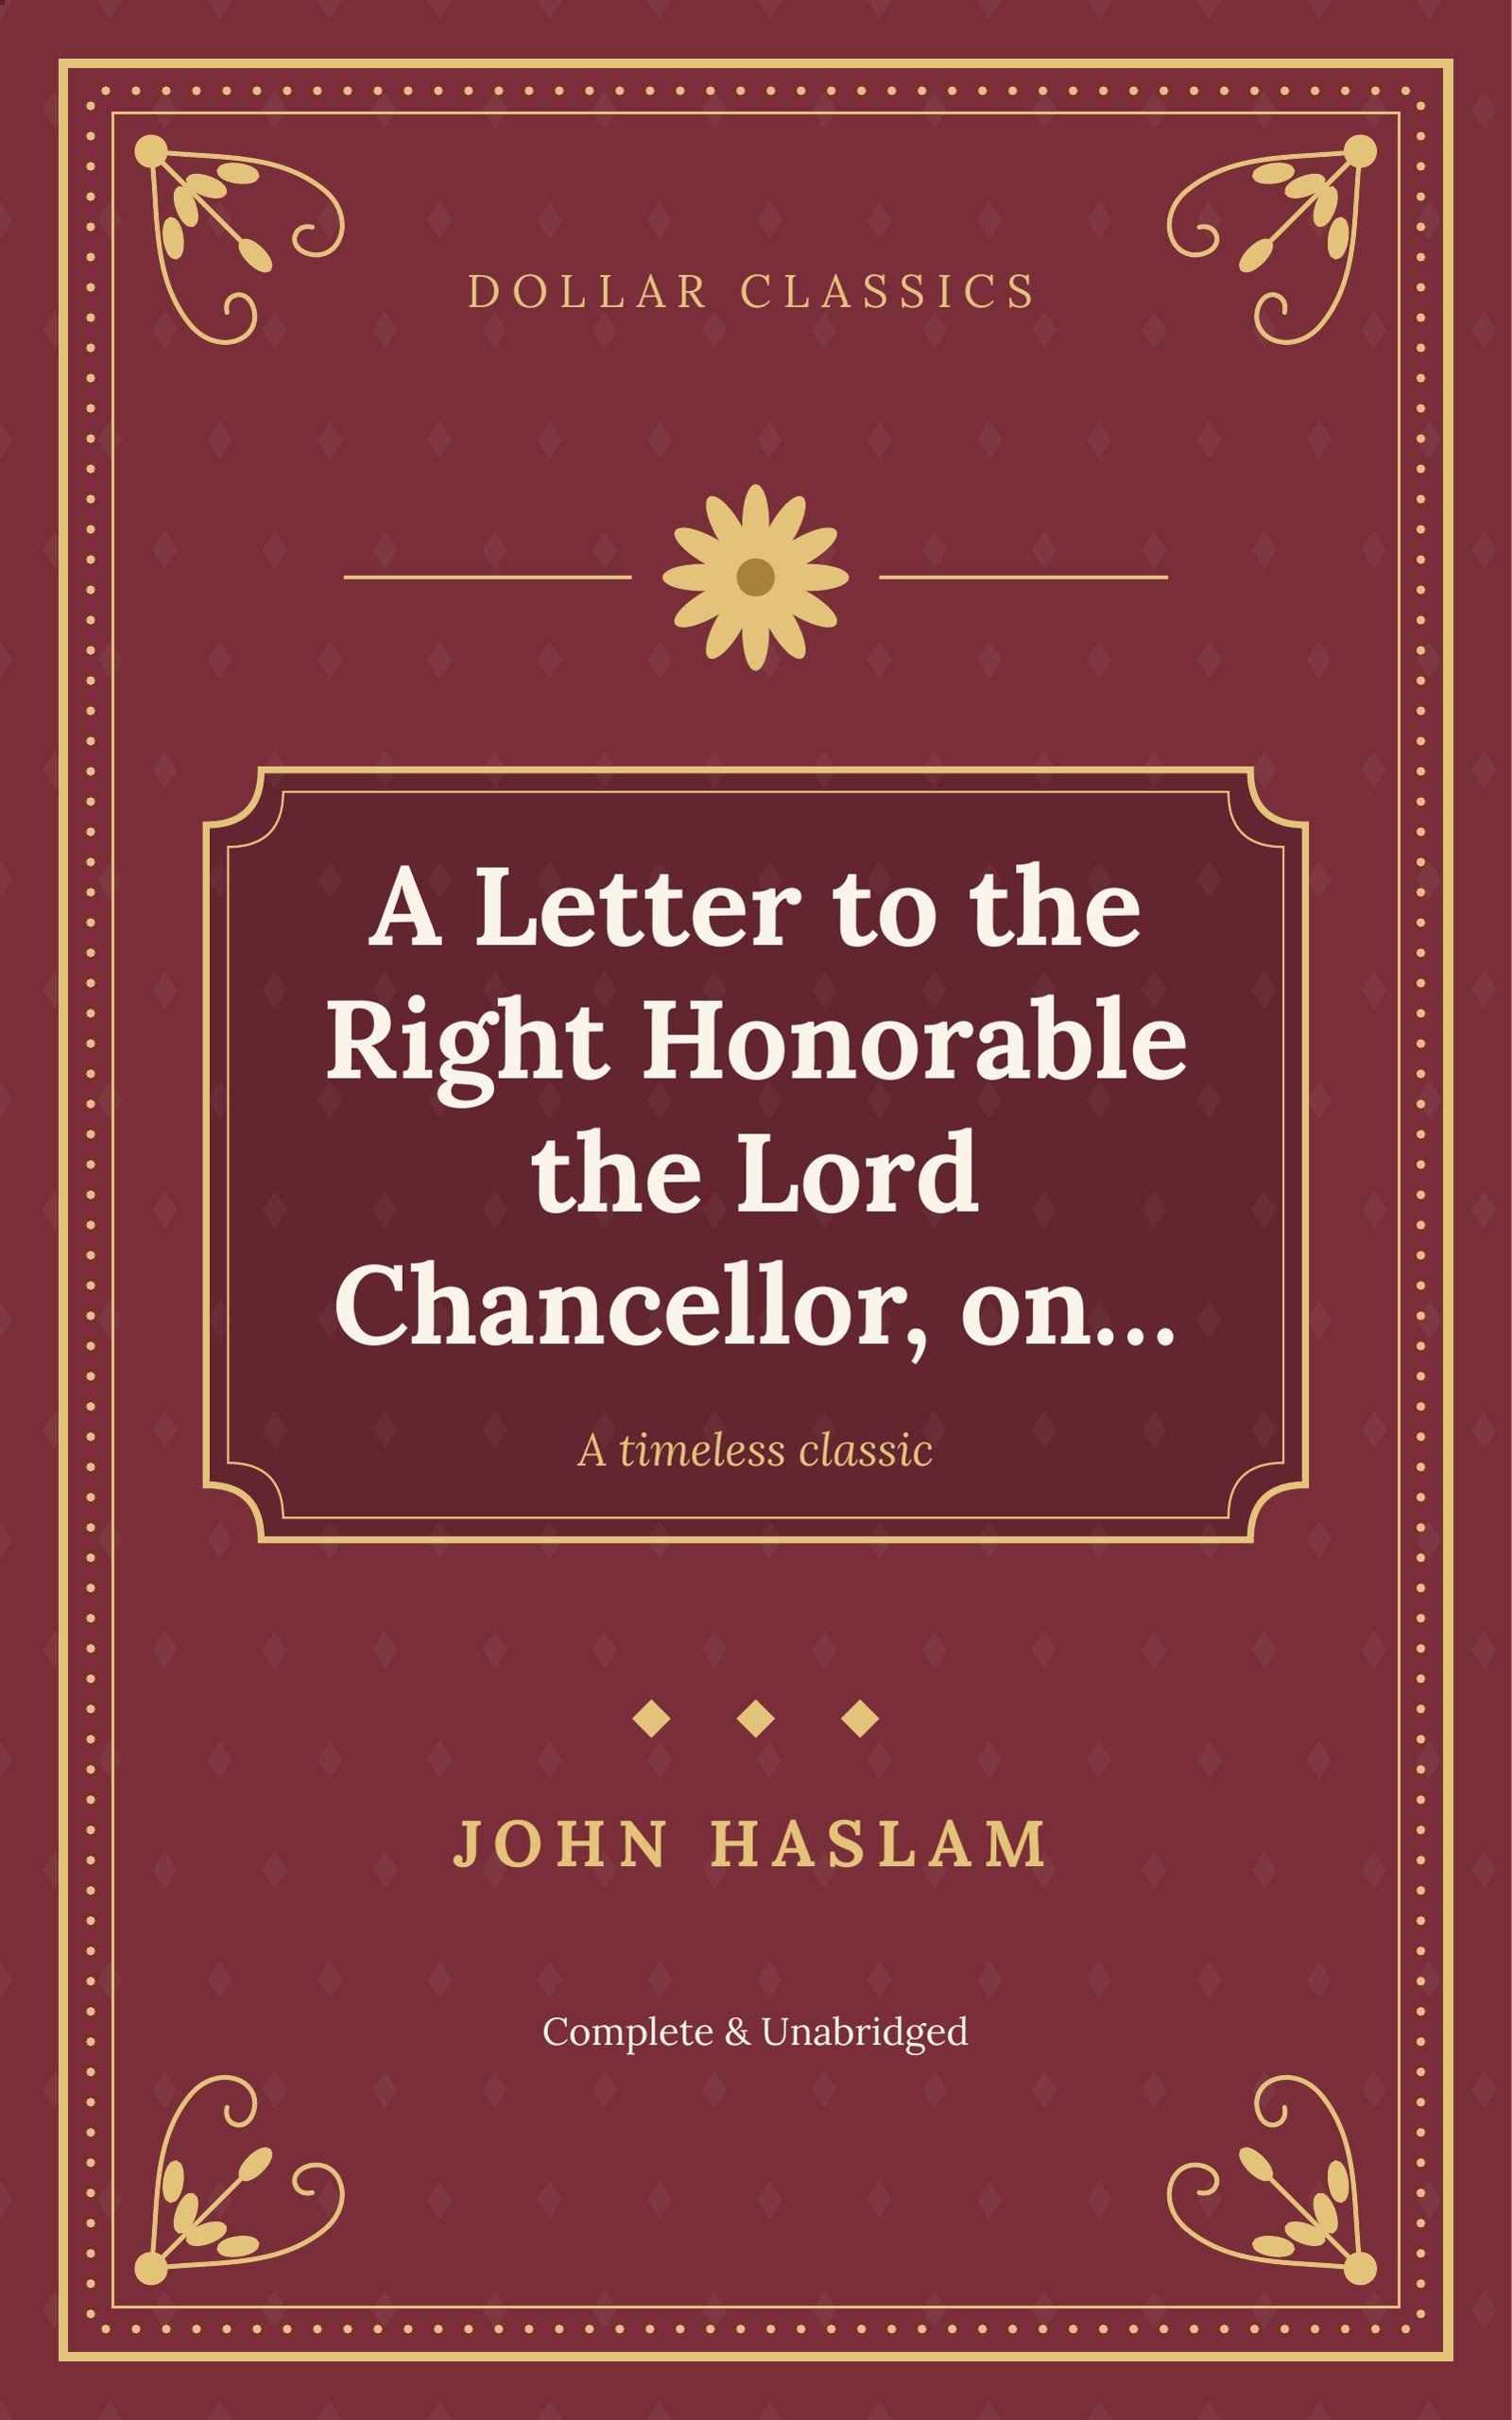 DOLLAR CLASSICS
A Letter to the
Right Honorable
the Lord
Chancellor, on...
A timeless classic
JOHN HASLAM
Complete & Unabridged